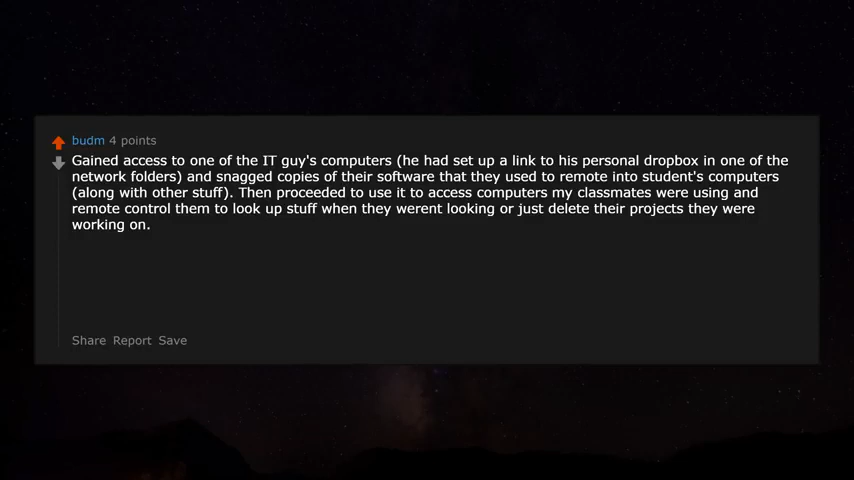 budm 4 points
Gained access to one of the IT guy's computers (he had set up a link to his personal dropbox in one of the
network folders) and snagged copies of their software that they used to remote into student's computers
(along with other stuff). Then proceeded to use it to access computers my classmates were using and
remote control them to look up stuff when they werent looking or just delete their projects they were
working on.
Share Report Save